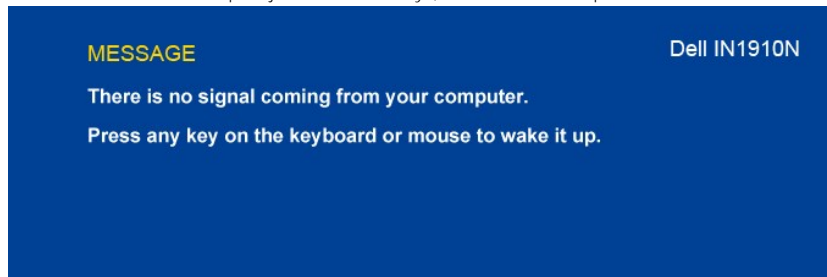 MESSAGE
Dell IN1910N
There is no signal coming from your computer.
Press any key on the keyboard or mouse to wake it up.